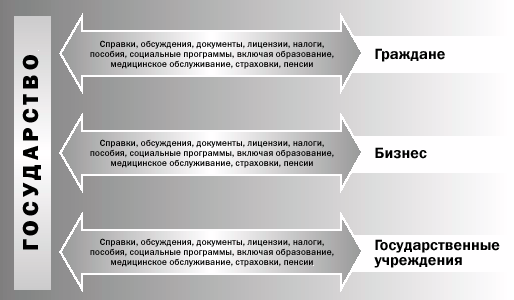 ГОСУДАРСТВО
Справки, обсуждения, документы, лицензии, налоги,
пособия, социальные программы, включая образование,
медицинское обслуживание, страховки, пенсии
Граждане
Справки, обсуждения, документы, лицензии, налоги,
пособия, социальные программы, включая образование,
медицинское обслуживание, страховки, пенсии
Бизнес
Справки, обсуждения, документы, лицензии, налоги,
пособия, социальные программы, включая образование,
медицинское обслуживание, страховки, пенсии
Государственные
учреждения